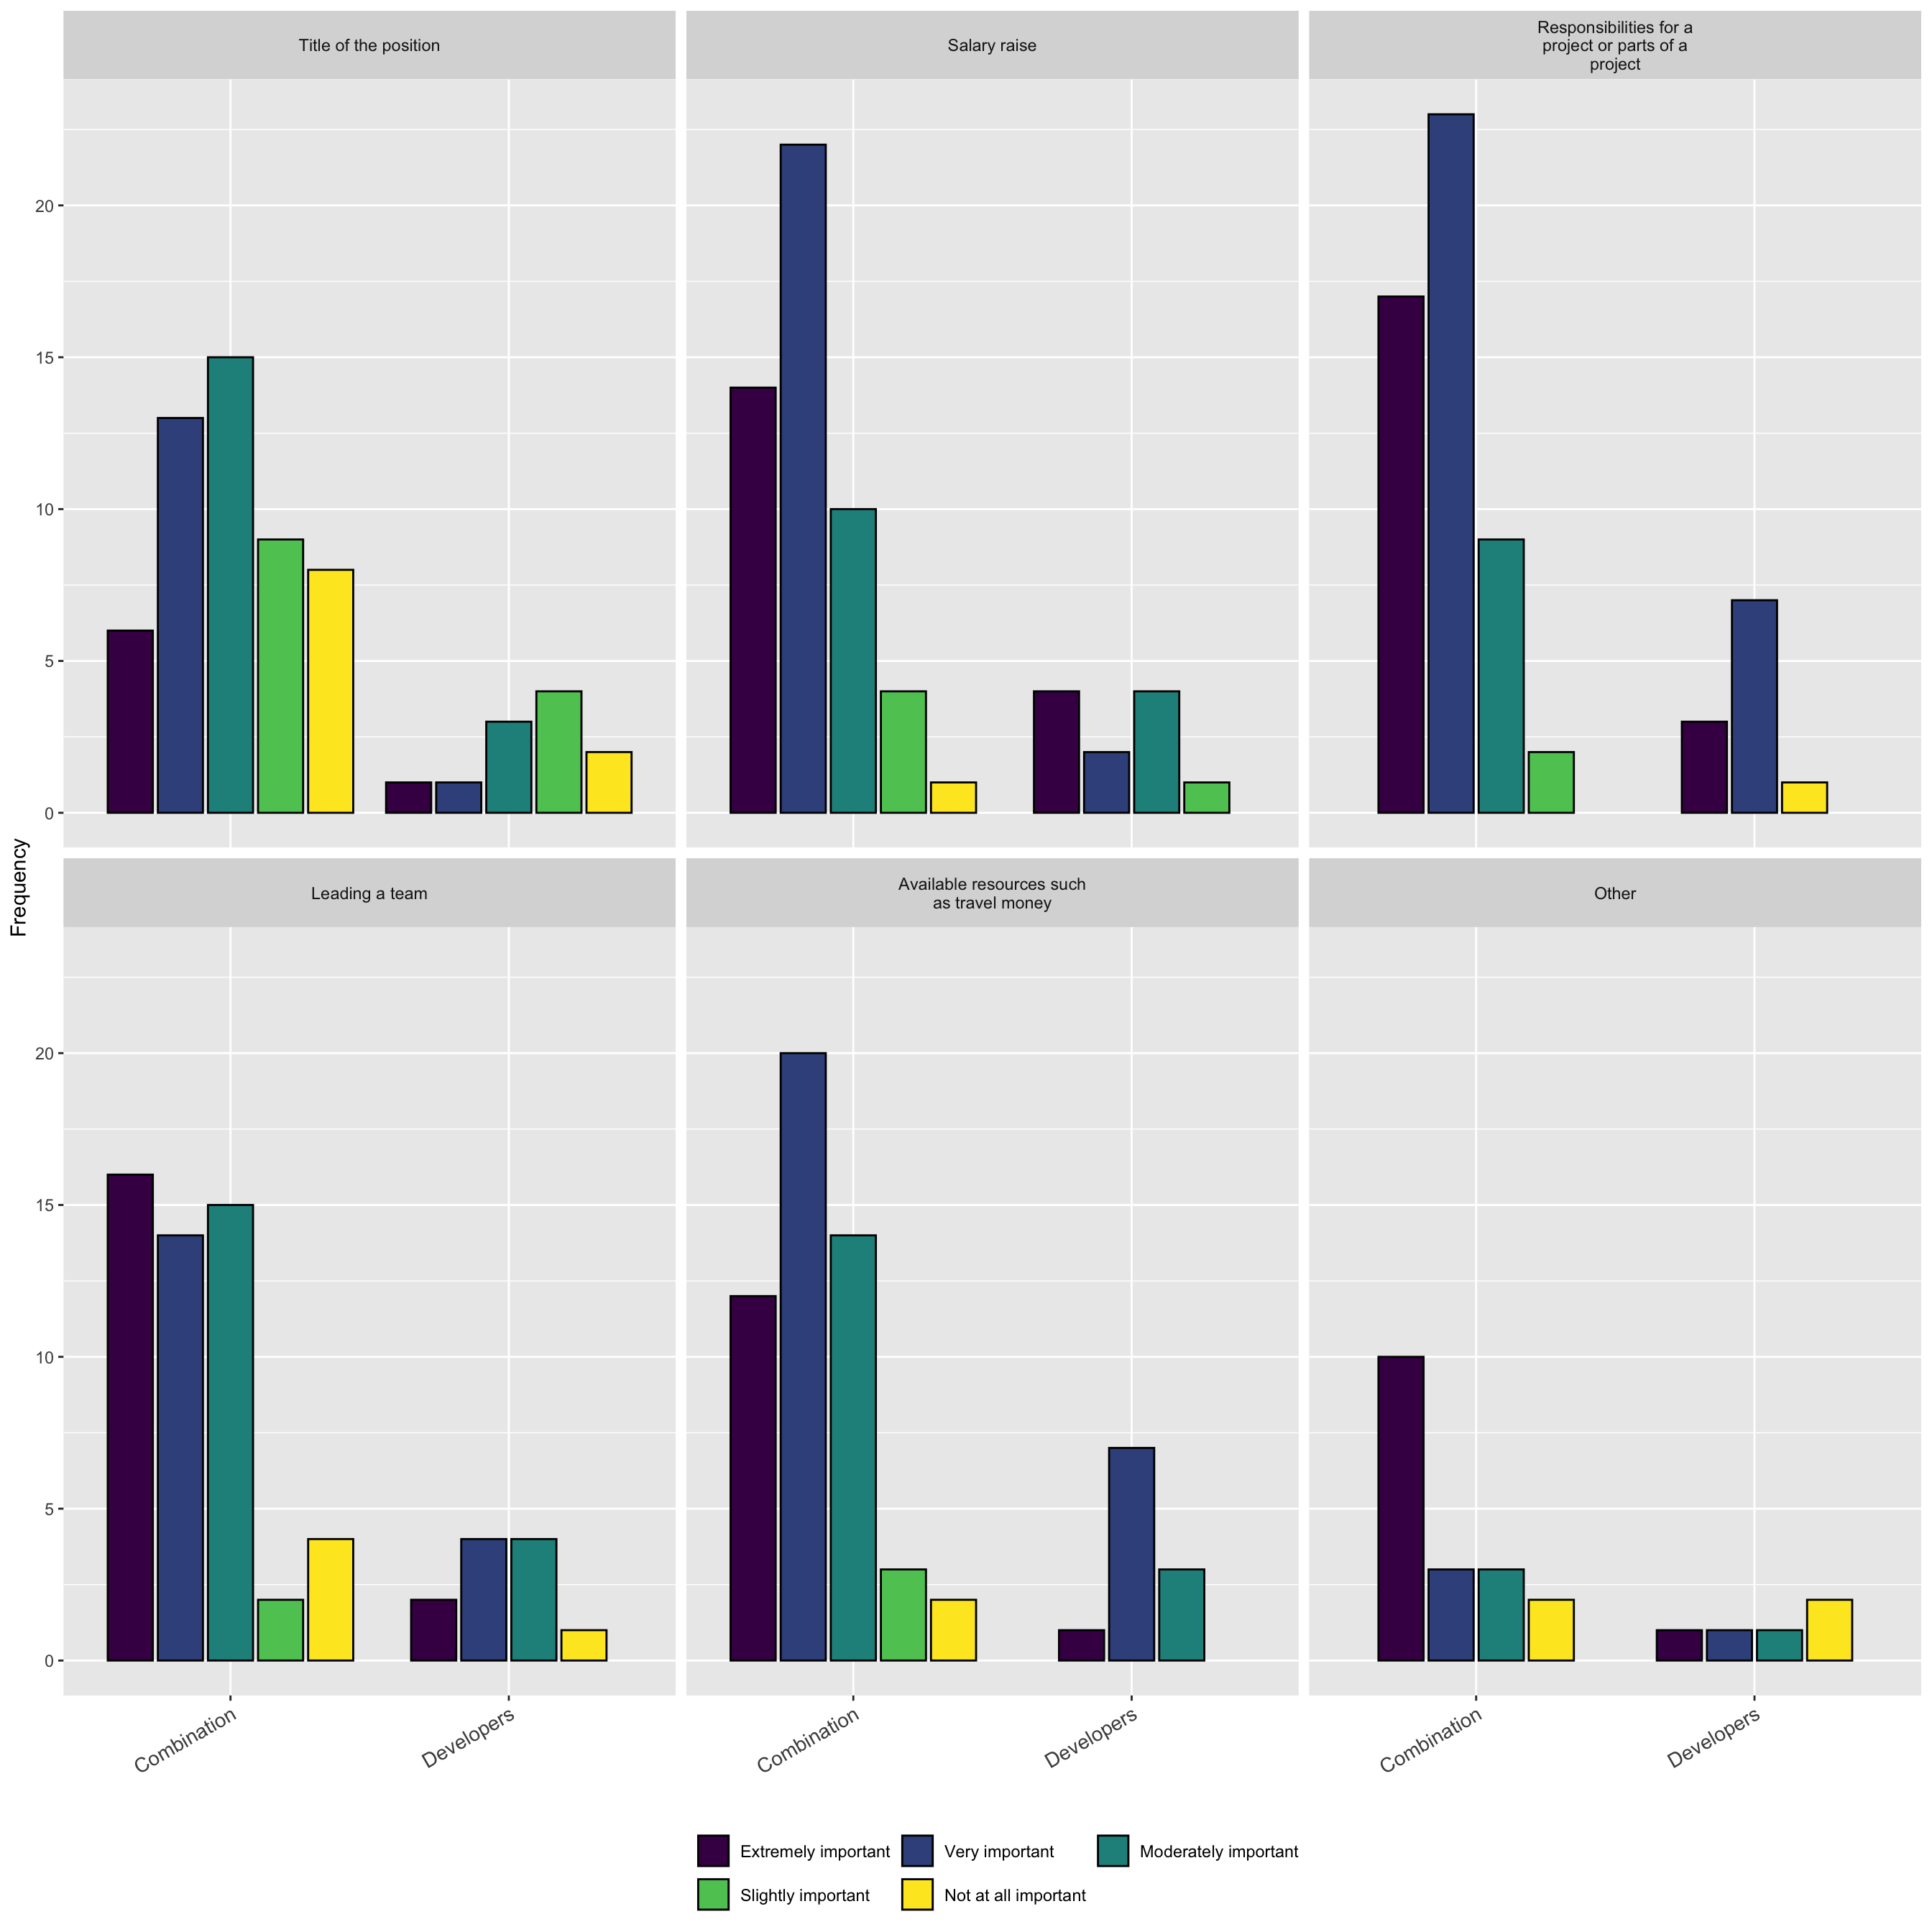 Title of the position
Salary raise
Responsibilities for a
project or parts of a
project
20
15
10
5
0
Frequency
Leading a team
Available resources such
as travel money
Other
20
15
10
5
0
Combination
Developers
Combination
Developers
Combination
Developers
Extremely important
Very important
Moderately important
Slightly important
Not at all important